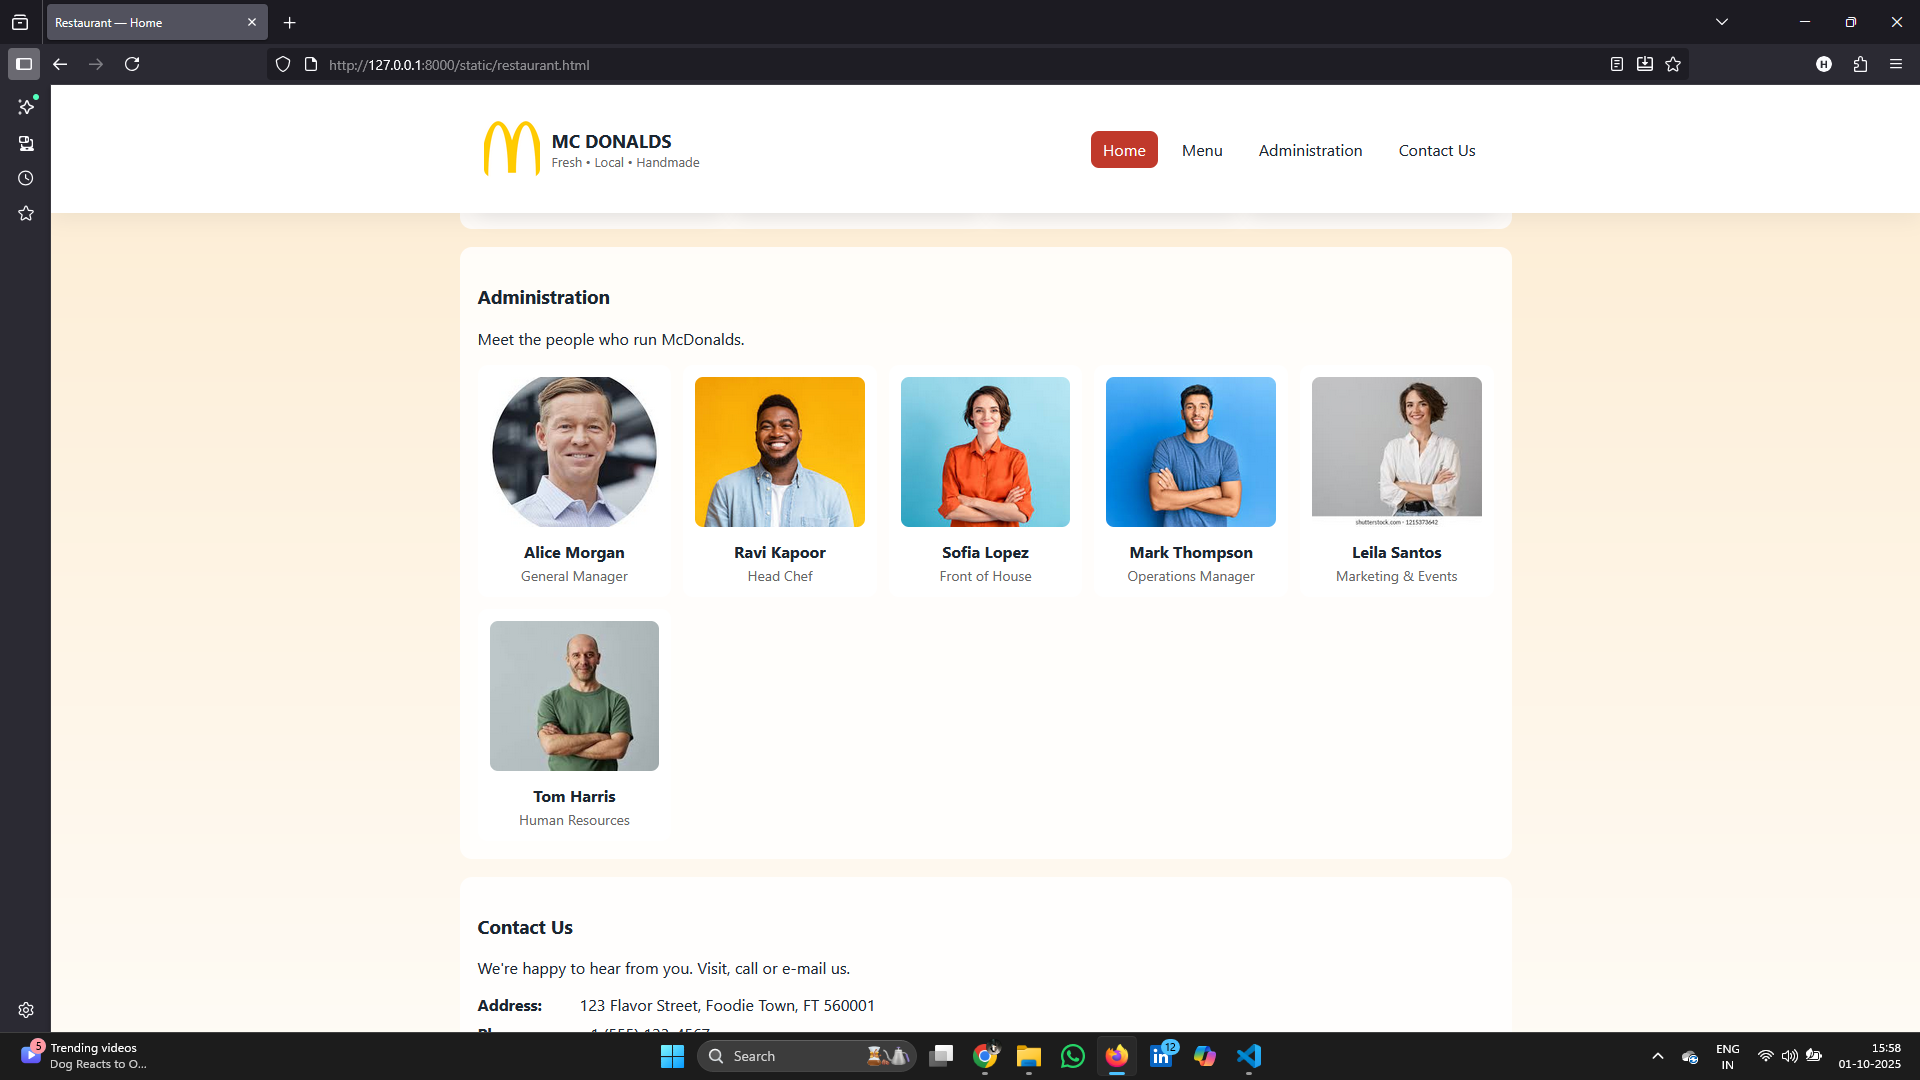 Restaurant — Home
http://127.0.0.1:8000/static/restaurant.html
H
MC DONALDS
Fresh • Local • Handmade
Home
Menu
Administration
Contact Us
Administration
Meet the people who run McDonalds.
shutterstock.com · 1215373642
Alice Morgan
Ravi Kapoor
Sofia Lopez
Mark Thompson
Leila Santos
General Manager
Head Chef
Front of House
Operations Manager
Marketing & Events
Tom Harris
Human Resources
Contact Us
We're happy to hear from you. Visit, call or e-mail us.
Address: 123 Flavor Street, Foodie Town, FT 560001
5
Trending videos
Dog Reacts to O...
Search
12
ENG
IN
15:58
01-10-2025